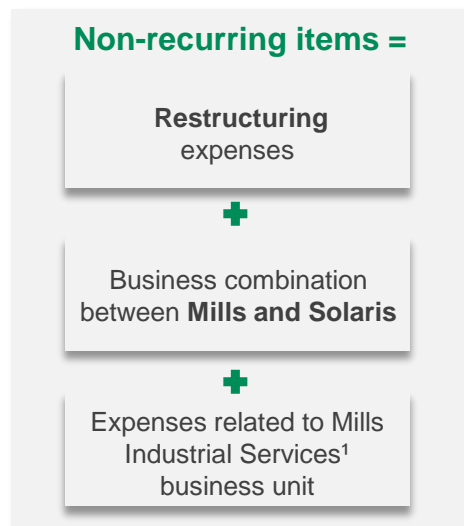 Non-recurring items =
Restructuring
expenses
Business combination
between Mills and Solaris
Expenses related to Mills
Industrial Services¹
business unit